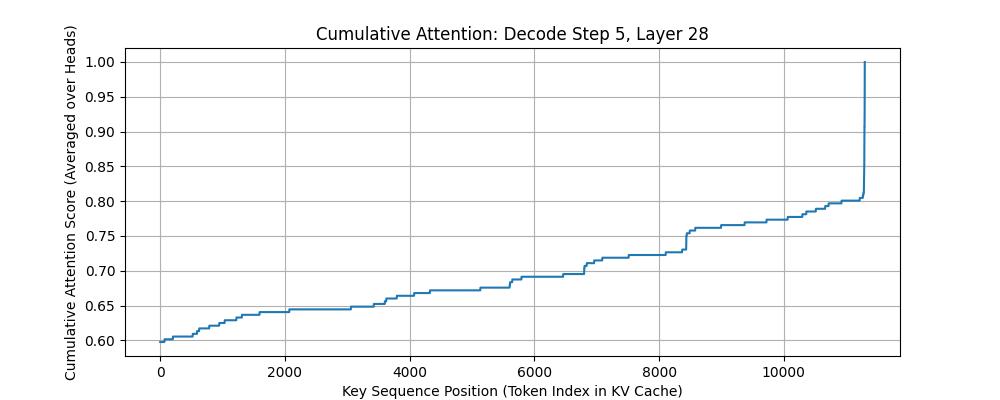 Cumulative Attention: Decode Step 5, Layer 28
Cumulative Attention Score (Averaged over Heads)
1.00
0.95
0.90
0.85
0.80
0.75
0.70
0.65
0.60
0 2000 4000 6000 8000 10000
Key Sequence Position (Token Index in KV Cache)